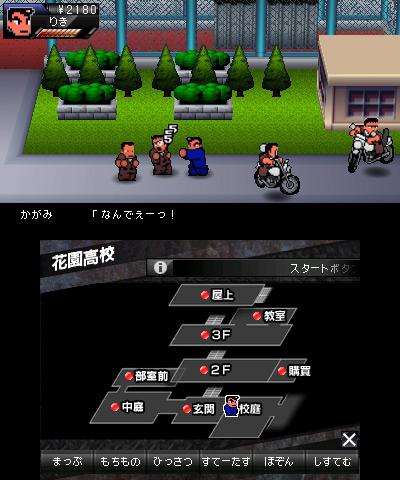 ¥2180
りき
55
かがみ 「なんでぇーっ！
花園高校
スタートボタ
屋上
教室
3F
2F
購買
部室前
中庭
玄関
校庭
まっぷ もちもの ひっさつ すてーたす ほぞん しすてむ